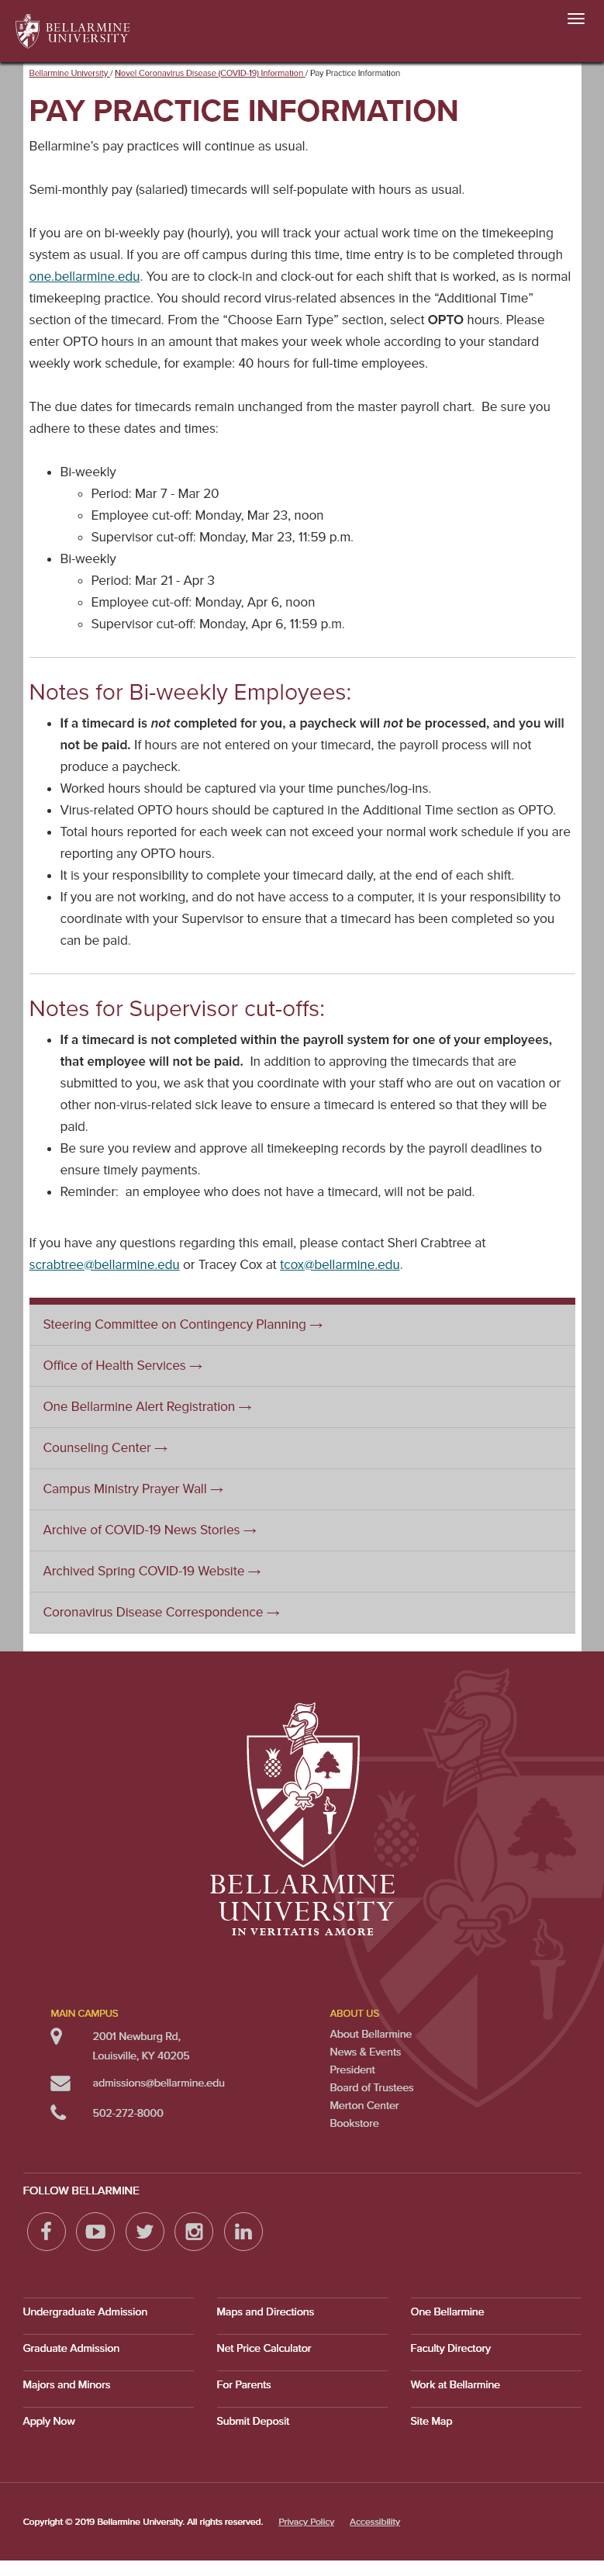 BELLARMINE
UNIVERSITY
Bellarmine University / Novel Coronavirus Disease (COVID-19) Information / Pay Practice Information
PAY PRACTICE INFORMATION
Bellarmine's pay practices will continue as usual.
Semi-monthly pay (salaried) timecards will self-populate with hours as usual.
If you are on bi-weekly pay (hourly), you will track your actual work time on the timekeeping
system as usual. If you are off campus during this time, time entry is to be completed through
one.bellarmine.edu. You are to clock-in and clock-out for each shift that is worked, as is normal
timekeeping practice. You should record virus-related absences in the “Additional Time”
section of the timecard. From the “Choose Earn Type” section, select OPTO hours. Please
enter OPTO hours in an amount that makes your week whole according to your standard
weekly work schedule, for example: 40 hours for full-time employees.
The due dates for timecards remain unchanged from the master payroll chart.  Be sure you
adhere to these dates and times:
• Bi-weekly
◦ Period: Mar 7 - Mar 20
◦ Employee cut-off: Monday, Mar 23, noon
◦ Supervisor cut-off: Monday, Mar 23, 11:59 p.m.
• Bi-weekly
◦ Period: Mar 21 - Apr 3
◦ Employee cut-off: Monday, Apr 6, noon
◦ Supervisor cut-off: Monday, Apr 6, 11:59 p.m.
Notes for Bi-weekly Employees:
• If a timecard is not completed for you, a paycheck will not be processed, and you will
not be paid. If hours are not entered on your timecard, the payroll process will not
produce a paycheck.
• Worked hours should be captured via your time punches/log-ins.
• Virus-related OPTO hours should be captured in the Additional Time section as OPTO.
• Total hours reported for each week can not exceed your normal work schedule if you are
reporting any OPTO hours.
• It is your responsibility to complete your timecard daily, at the end of each shift.
• If you are not working, and do not have access to a computer, it is your responsibility to
coordinate with your Supervisor to ensure that a timecard has been completed so you
can be paid.
Notes for Supervisor cut-offs:
• If a timecard is not completed within the payroll system for one of your employees,
that employee will not be paid.  In addition to approving the timecards that are
submitted to you, we ask that you coordinate with your staff who are out on vacation or
other non-virus-related sick leave to ensure a timecard is entered so that they will be
paid.
• Be sure you review and approve all timekeeping records by the payroll deadlines to
ensure timely payments.
• Reminder:  an employee who does not have a timecard, will not be paid.
If you have any questions regarding this email, please contact Sheri Crabtree at
scrabtree@bellarmine.edu or Tracey Cox at tcox@bellarmine.edu.
Steering Committee on Contingency Planning →
Office of Health Services →
One Bellarmine Alert Registration →
Counseling Center →
Campus Ministry Prayer Wall →
Archive of COVID-19 News Stories →
Archived Spring COVID-19 Website →
Coronavirus Disease Correspondence →
BELLARMINE
UNIVERSITY
IN VERITATIS AMORE
MAIN CAMPUS
2001 Newburg Rd,
Louisville, KY 40205
admissions@bellarmine.edu
502-272-8000
ABOUT US
About Bellarmine
News & Events
President
Board of Trustees
Merton Center
Bookstore
FOLLOW BELLARMINE
Undergraduate Admission
Graduate Admission
Majors and Minors
Apply Now
Maps and Directions
Net Price Calculator
For Parents
Submit Deposit
One Bellarmine
Faculty Directory
Work at Bellarmine
Site Map
Copyright © 2019 Bellarmine University. All rights reserved. Privacy Policy Accessibility